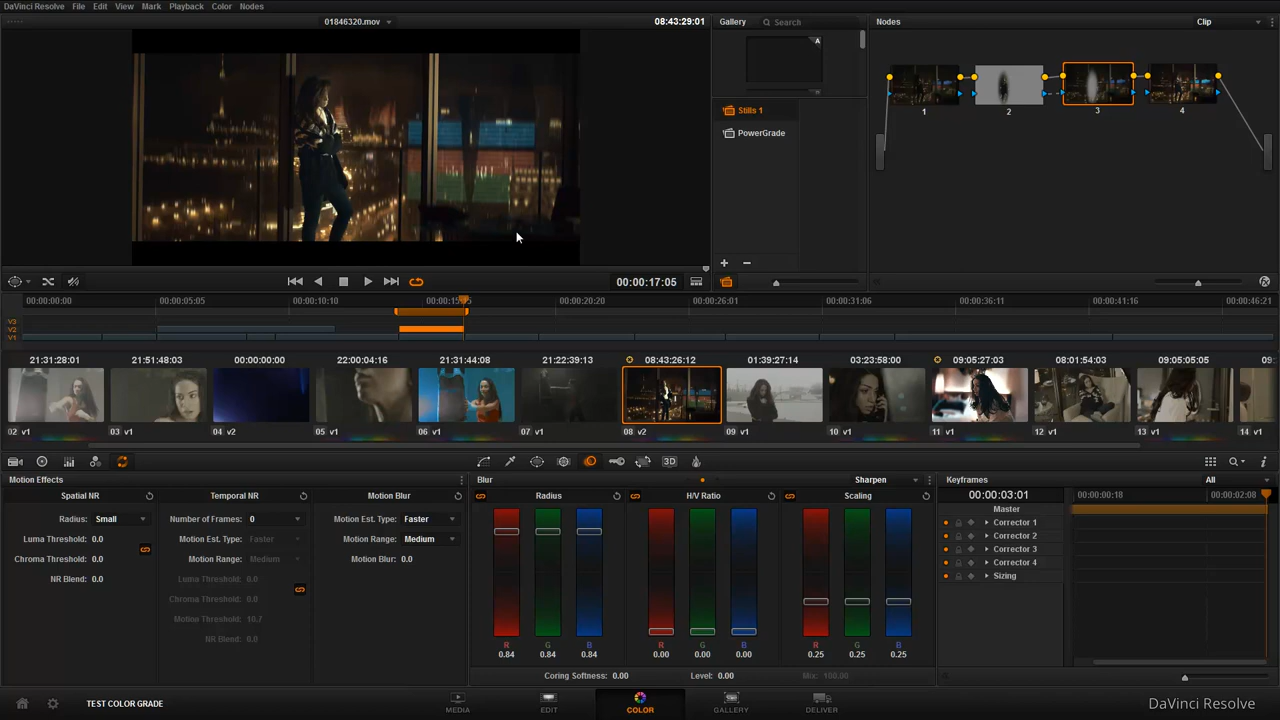 DaVinci Resolve File Edit View Mark Playback Color Nodes
01846320.mov 08:43:29:01 Gallery Search Nodes Clip
A
1 2 3 4
Stills 1
PowerGrade
00:00:17:05
00:00:00:00 00:00:05:05 00:00:10:10 00:00:20:20 00:00:26:01 00:00:31:06 00:00:36:11 00:00:41:16 00:00:46:21
V3
V2
V1
21:31:28:01 21:51:48:03 00:00:00:00 22:00:04:16 21:31:44:08 21:22:39:13 08:43:26:12 01:39:27:14 03:23:58:00 09:05:27:03 08:01:54:03 09:05:05:05 09:
02 v1 03 v1 04 v2 05 v1 06 v1 07 v1 08 v2 09 v1 10 v1 11 v1 12 v1 13 v1 14 v1
3D
Motion Effects Blur Sharpen Keyframes All
Spatial NR Temporal NR Motion Blur Radius H/V Ratio Scaling 00:00:03:01 00:00:00:18 00:00:02:08
Master
Radius: Small Number of Frames: 0 Motion Est. Type: Faster Corrector 1
Luma Threshold: 0.0 Motion Est. Type: Faster Motion Range: Medium Corrector 2
Chroma Threshold: 0.0 Motion Range: Medium Motion Blur: 0.0 Corrector 3
NR Blend: 0.0 Luma Threshold: 0.0 Corrector 4
Chroma Threshold: 0.0 Sizing
Motion Threshold: 10.7
NR Blend: 0.0
R G B R G B R G B
0.84 0.84 0.84 0.00 0.00 0.00 0.25 0.25 0.25
Coring Softness: 0.00 Level: 0.00 Mix: 100.00
TEST COLOR GRADE MEDIA EDIT COLOR GALLERY DELIVER DaVinci Resolve